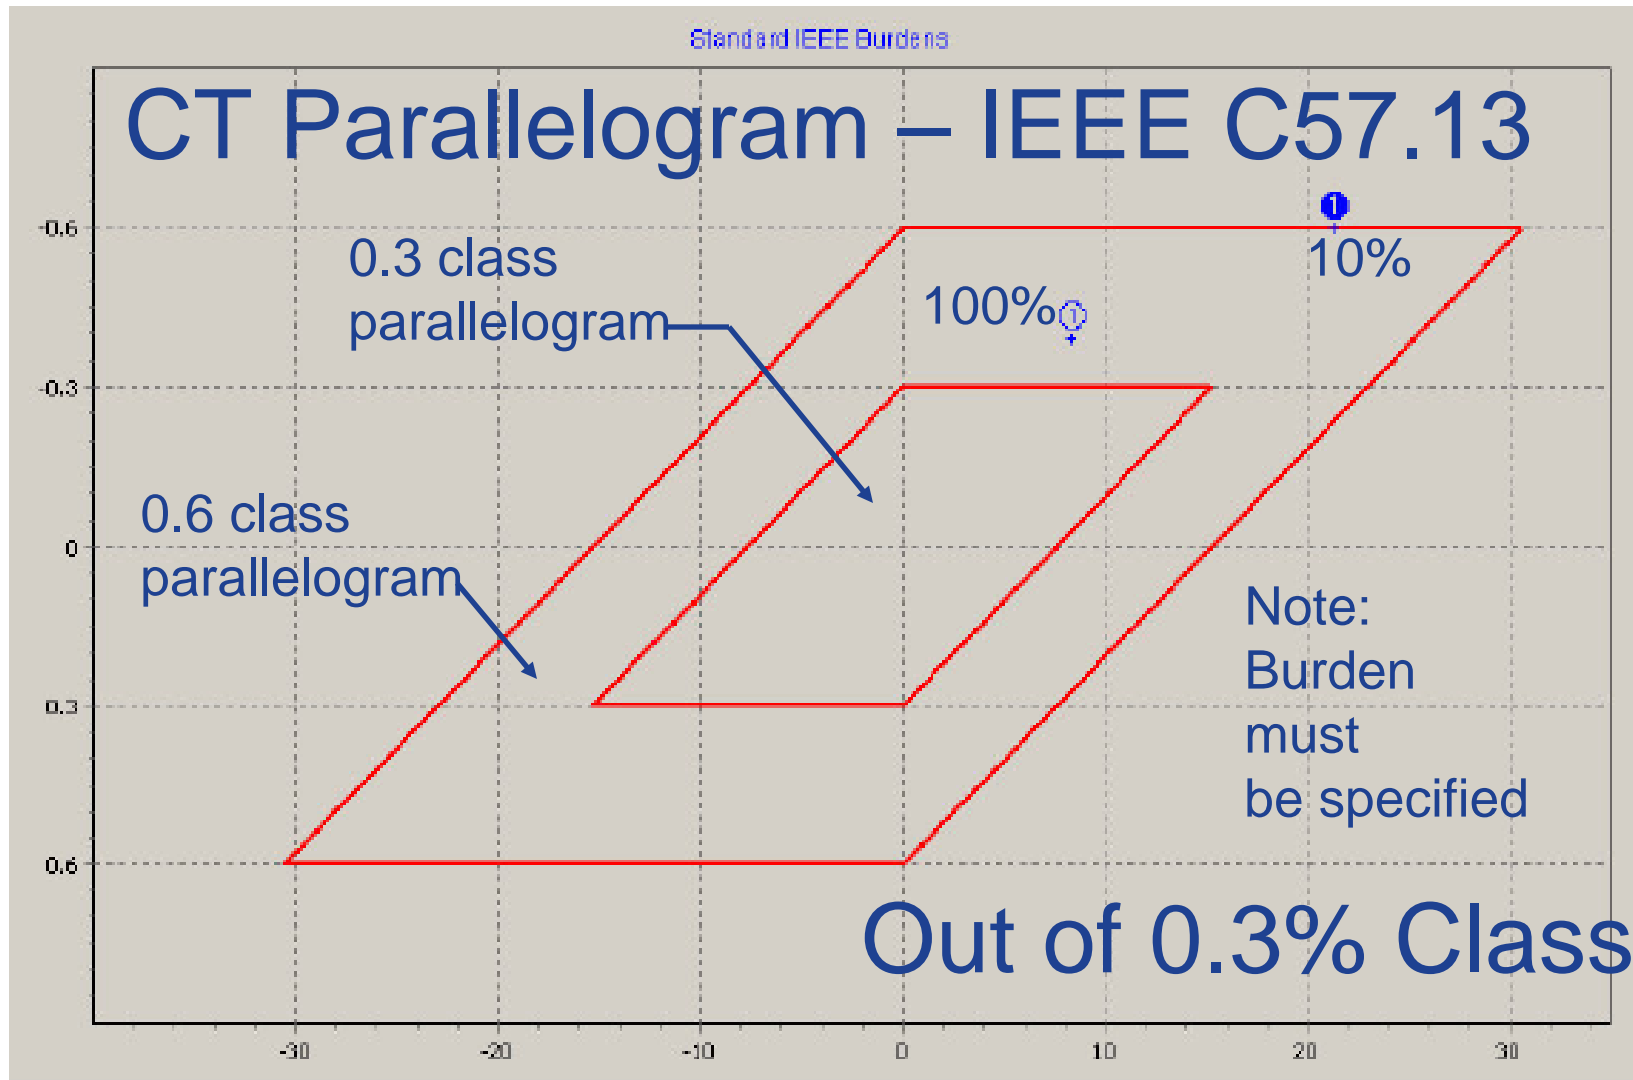 Standard IEEE Burdens
CT Parallelogram – IEEE C57.13
-0.6
0.3 class
parallelogram
1
10%
100%
1
-0.3
0.6 class
parallelogram
0
Note:
Burden
must
be specified
0.3
0.6
Out of 0.3% Class
-30
-20
-10
0
10
20
30